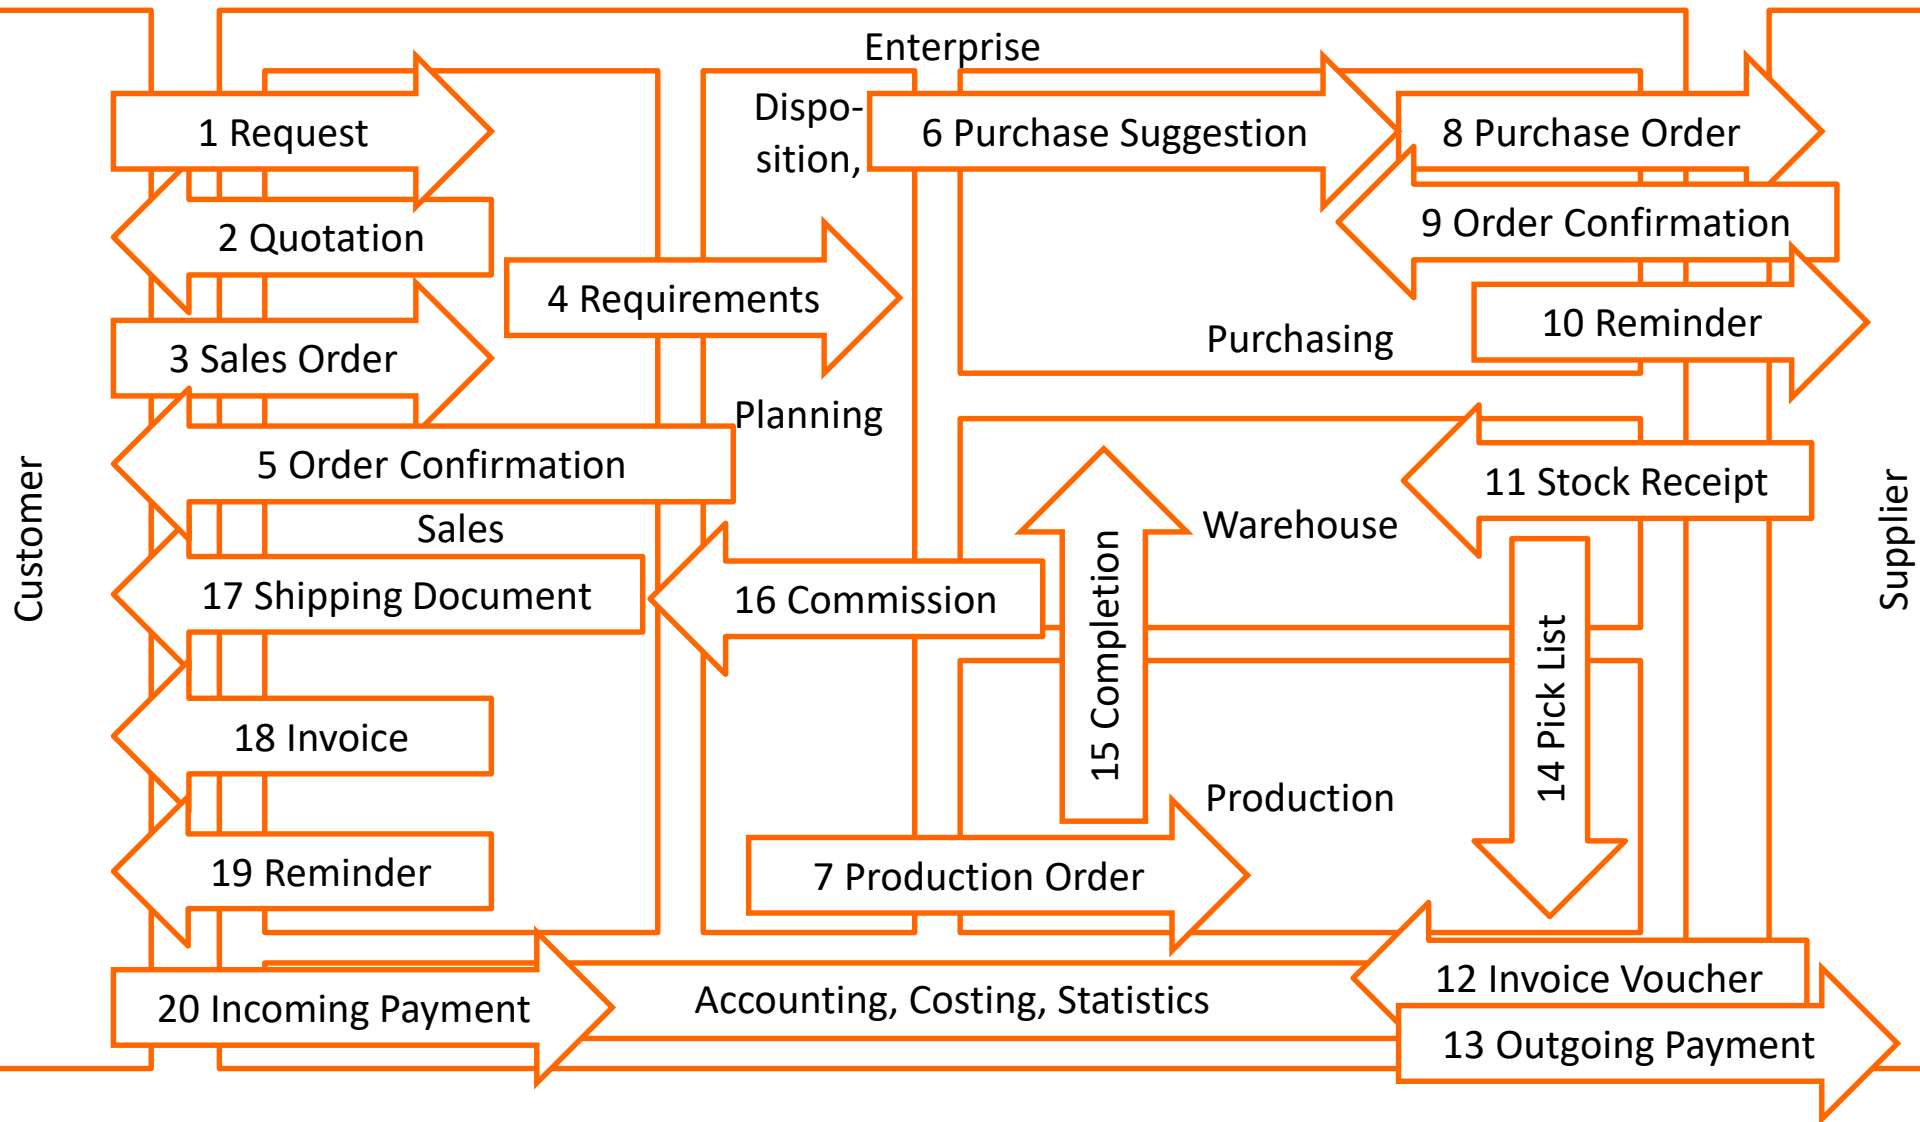 Enterprise
1 Request
Dispo-
sition,
6 Purchase Suggestion
8 Purchase Order
2 Quotation
9 Order Confirmation
4 Requirements
10 Reminder
3 Sales Order
Purchasing
Planning
5 Order Confirmation
11 Stock Receipt
Customer
Sales
Warehouse
Supplier
17 Shipping Document
16 Commission
15 Completion
14 Pick List
18 Invoice
Production
19 Reminder
7 Production Order
12 Invoice Voucher
20 Incoming Payment
Accounting, Costing, Statistics
13 Outgoing Payment